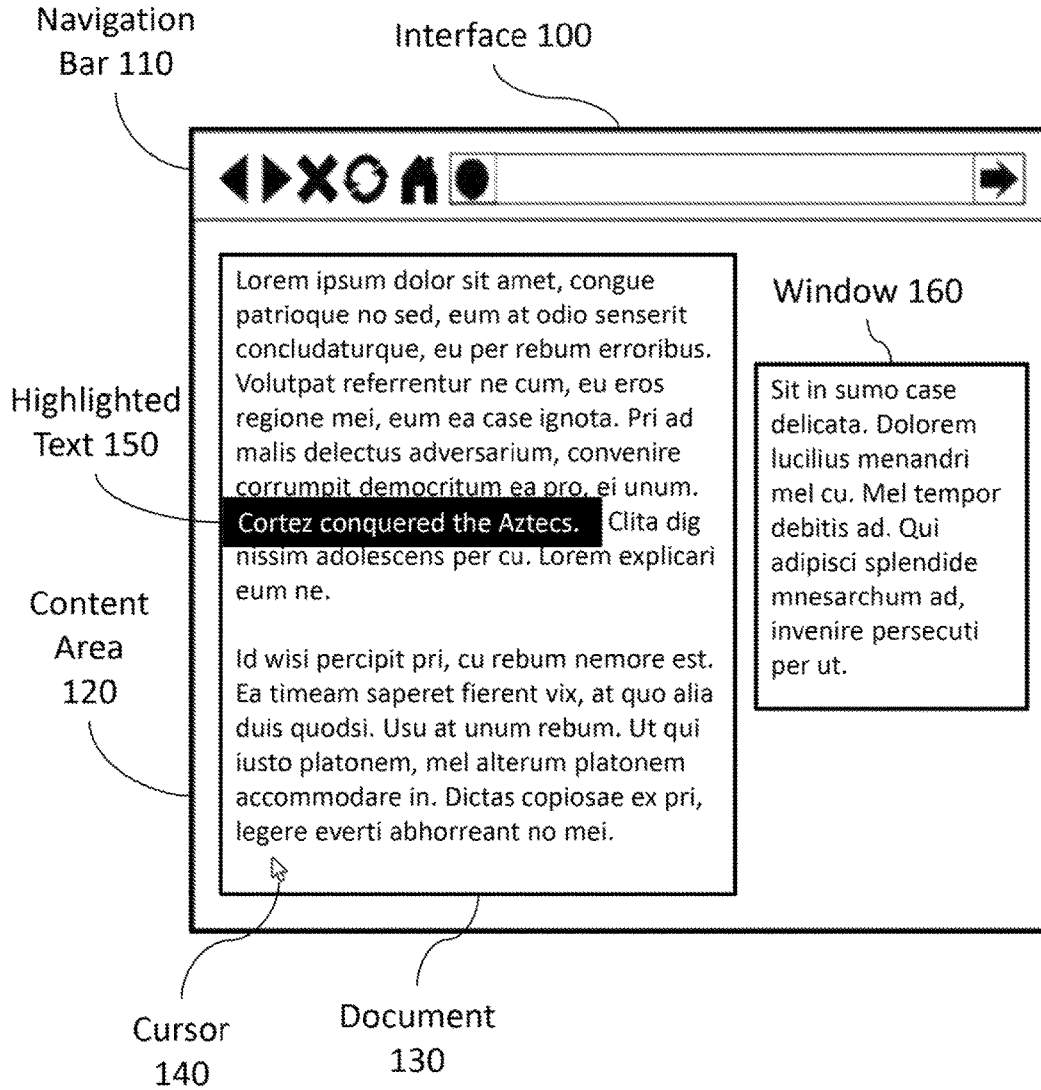 Navigation
Bar 110
Interface 100
Lorem ipsum dolor sit amet, congue
patrioque no sed, eum at odio senserit
concludaturque, eu per rebum erroribus.
Volutpat referrentur ne cum, eu eros
regione mei, eum ea case ignota. Pri ad
malis delectus adversarium, convenire
corrumpit democritum ea pro, ei unum.
Cortez conquered the Aztecs. Clita dig
nissim adolescens per cu. Lorem explicari
eum ne.
Id wisi percipit pri, cu rebum nemore est.
Ea timeam saperet fierent vix, at quo alia
duis quodsi. Usu at unum rebum. Ut qui
iusto platonem, mel alterum platonem
accommodare in. Dictas copiosae ex pri,
legere everti abhorreant no mei.
Window 160
Sit in sumo case
delicata. Dolorem
lucilius menandri
mel cu. Mel tempor
debitis ad. Qui
adipisci splendide
mnesarchum ad,
invenire persecuti
per ut.
Highlighted
Text 150
Content
Area
120
Cursor
140
Document
130